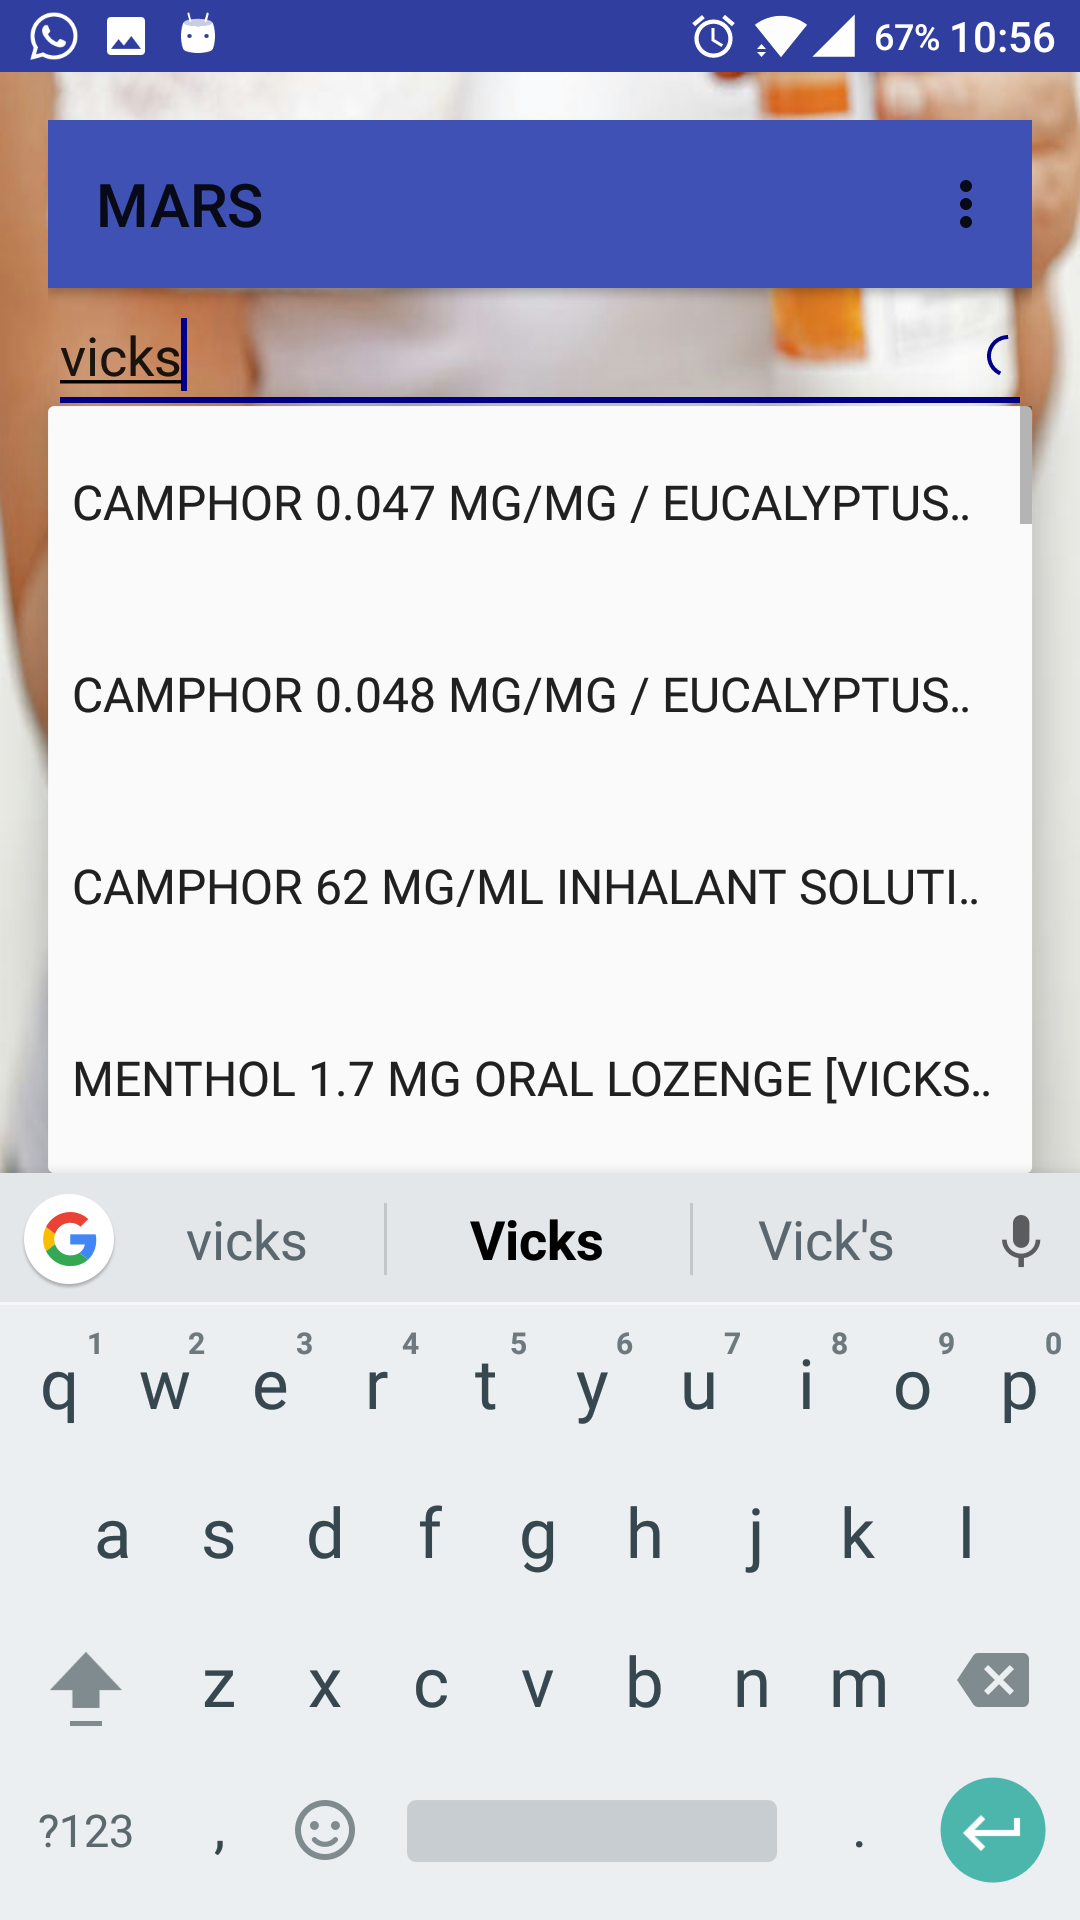 67% 10:56
MARS
vicks
CAMPHOR 0.047 MG/MG / EUCALYPTUS..
CAMPHOR 0.048 MG/MG / EUCALYPTUS..
CAMPHOR 62 MG/ML INHALANT SOLUTI..
MENTHOL 1.7 MG ORAL LOZENGE [VICKS..
G vicks Vicks Vick's
1 2 3 4 5 6 7 8 9 0
q w e r t y u i o p
a s d f g h j k l
z x c v b n m
?123 , .